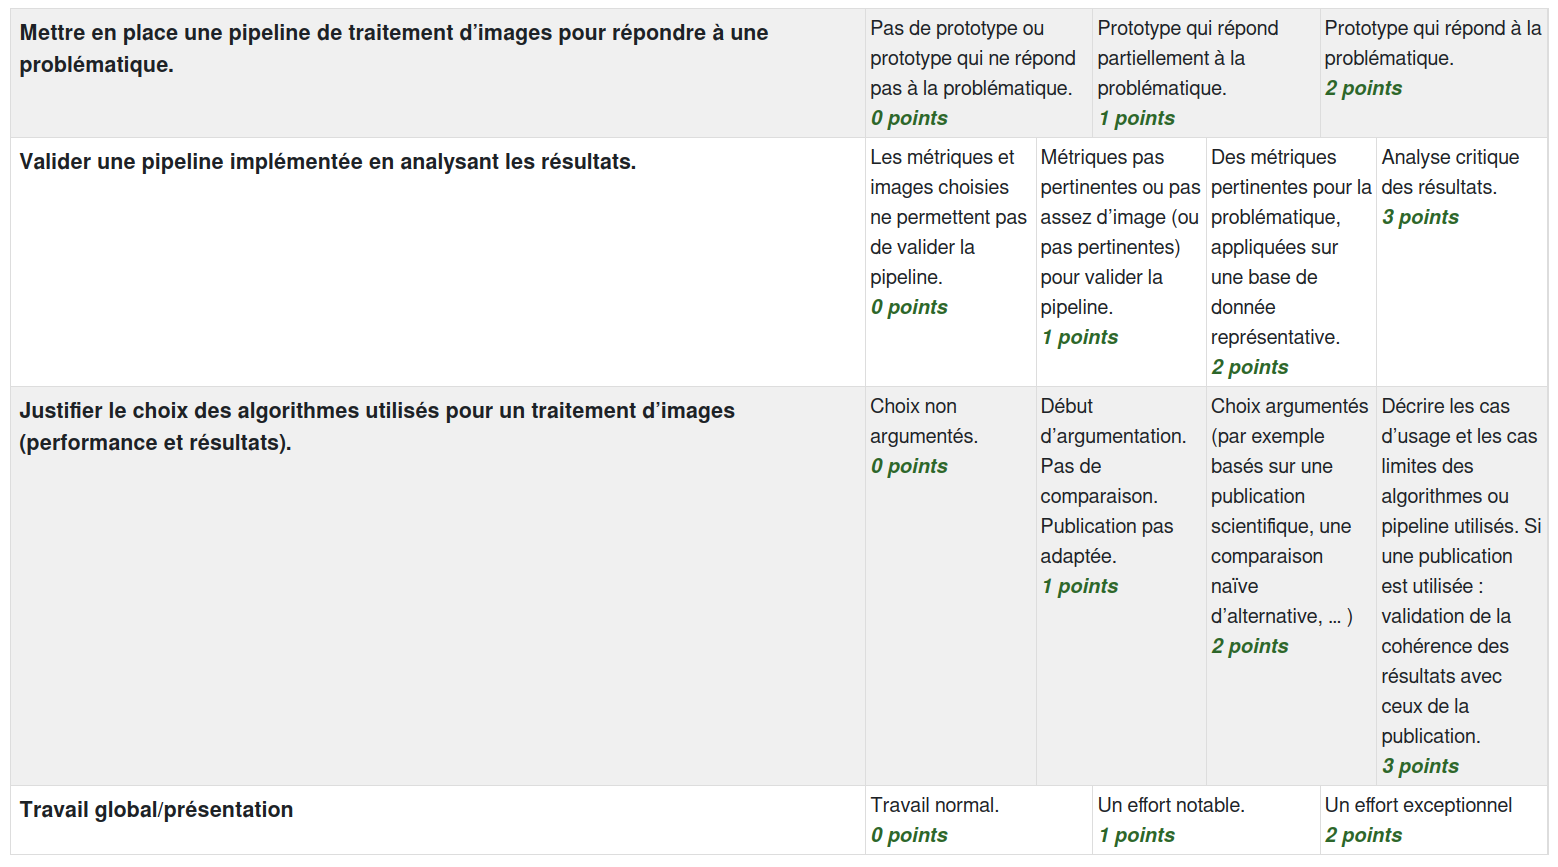 Mettre en place une pipeline de traitement d’images pour répondre à une
problématique.
Pas de prototype ou
prototype qui ne répond
pas à la problématique.
0 points
Prototype qui répond
partiellement à la
problématique.
1 points
Prototype qui répond à la
problématique.
2 points
Valider une pipeline implémentée en analysant les résultats.
Les métriques et
images choisies
ne permettent pas
de valider la
pipeline.
0 points
Métriques pas
pertinentes ou pas
assez d’image (ou
pas pertinentes)
pour valider la
pipeline.
1 points
Des métriques
pertinentes pour la
problématique,
appliquées sur
une base de
donnée
représentative.
2 points
Analyse critique
des résultats.
3 points
Justifier le choix des algorithmes utilisés pour un traitement d’images
(performance et résultats).
Choix non
argumentés.
0 points
Début
d’argumentation.
Pas de
comparaison.
Publication pas
adaptée.
1 points
Choix argumentés
(par exemple
basés sur une
publication
scientifique, une
comparaison
naïve
d’alternative, ... )
2 points
Décrire les cas
d’usage et les cas
limites des
algorithmes ou
pipeline utilisés. Si
une publication
est utilisée :
validation de la
cohérence des
résultats avec
ceux de la
publication.
3 points
Travail global/présentation
Travail normal.
0 points
Un effort notable.
1 points
Un effort exceptionnel
2 points